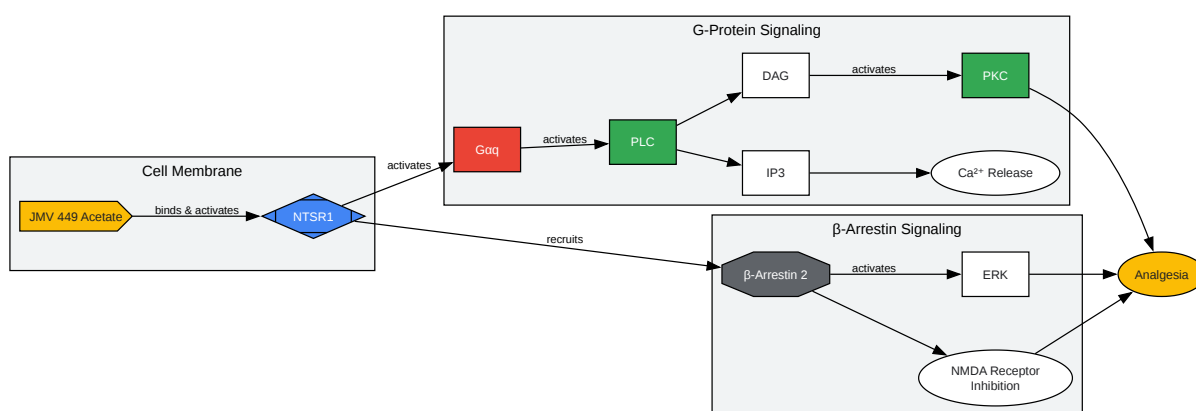 G-Protein Signaling
DAG
activates
PKC
Gαq
activates
PLC
IP3
Ca²⁺ Release
Cell Membrane
activates
JMV 449 Acetate
binds & activates
NTSR1
recruits
β-Arrestin Signaling
β-Arrestin 2
activates
ERK
Analgesia
NMDA Receptor
Inhibition